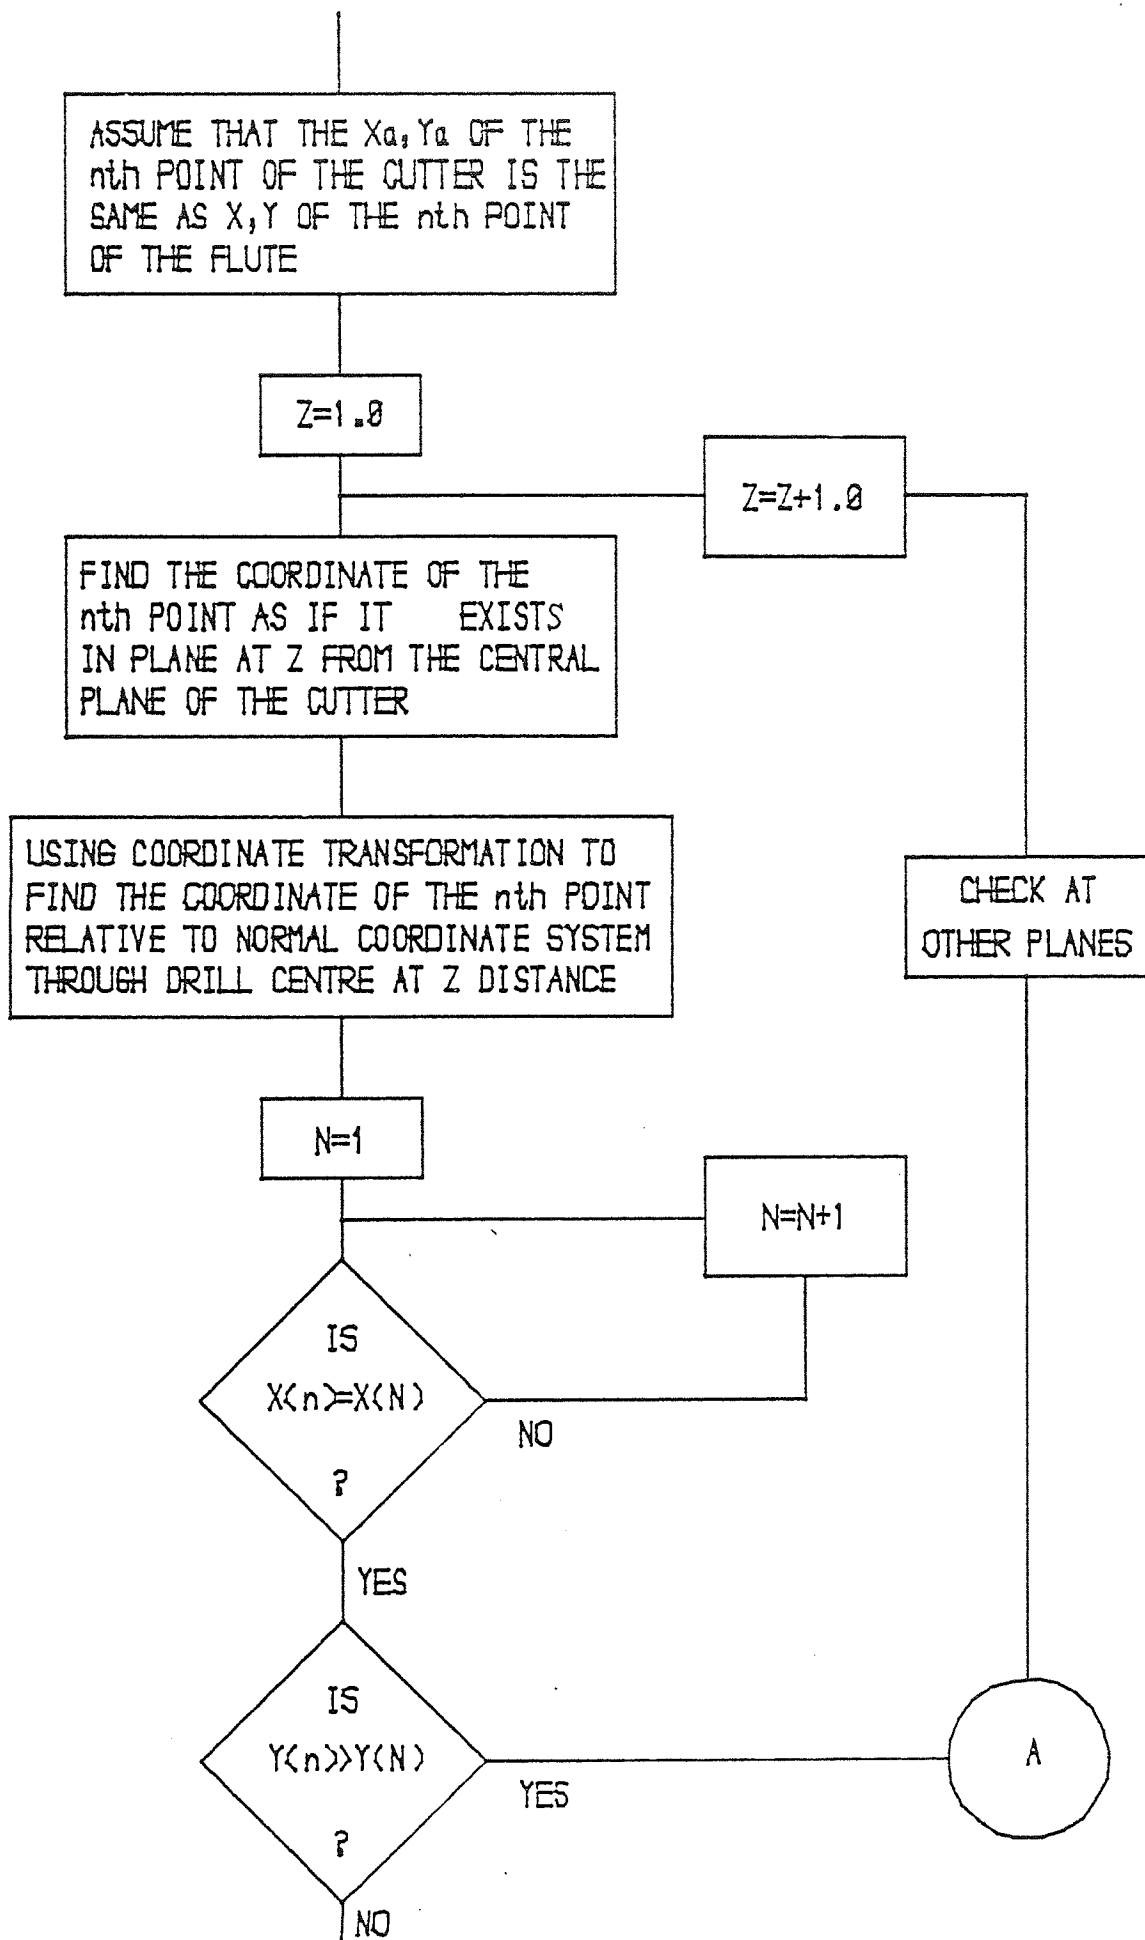 ASSUME THAT THE Xa,Ya OF THE
nth POINT OF THE CUTTER IS THE
SAME AS X,Y OF THE nth POINT
OF THE FLUTE
Z=1.0
Z=Z+1.0
FIND THE COORDINATE OF THE
nth POINT AS IF IT EXISTS
IN PLANE AT Z FROM THE CENTRAL
PLANE OF THE CUTTER
USING COORDINATE TRANSFORMATION TO
FIND THE COORDINATE OF THE nth POINT
RELATIVE TO NORMAL COORDINATE SYSTEM
THROUGH DRILL CENTRE AT Z DISTANCE
CHECK AT
OTHER PLANES
N=1
N=N+1
IS
X(n)=X(N)
?
NO
YES
IS
Y(n)>Y(N)
?
YES
A
NO